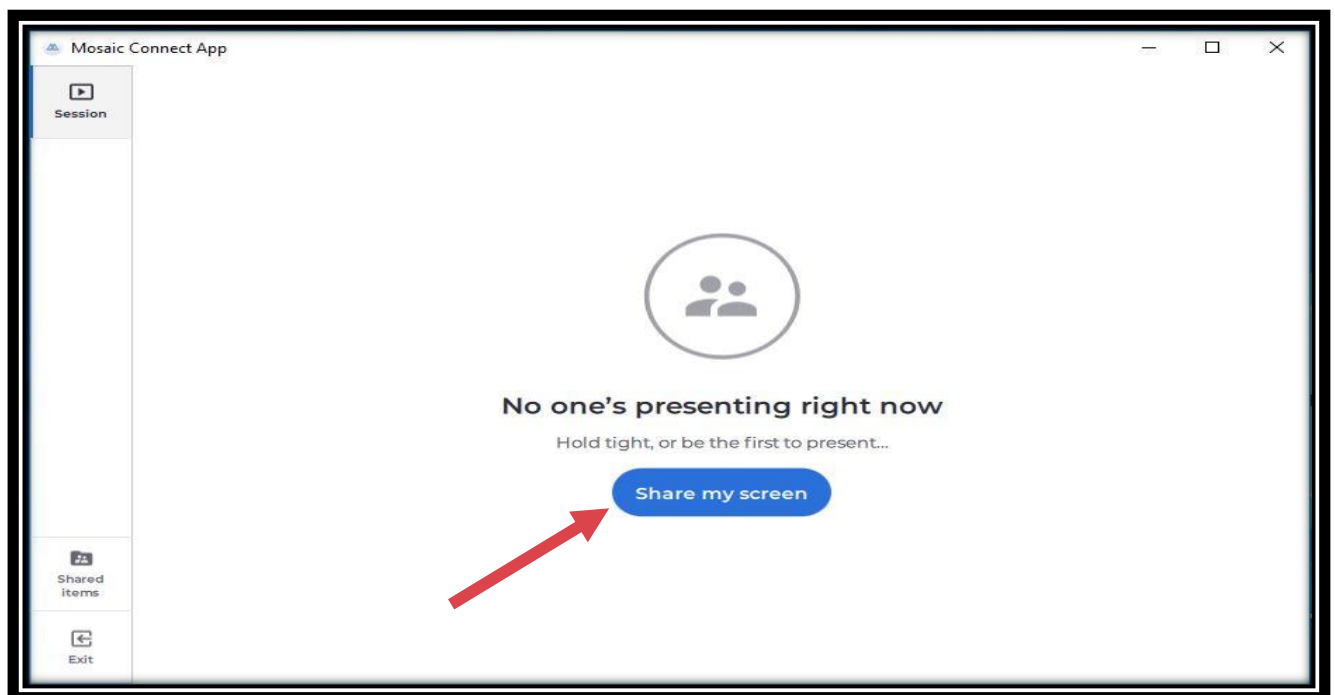 Mosaic Connect App
Session
No one's presenting right now
Hold tight, or be the first to present...
Share my screen
Shared
items
Exit